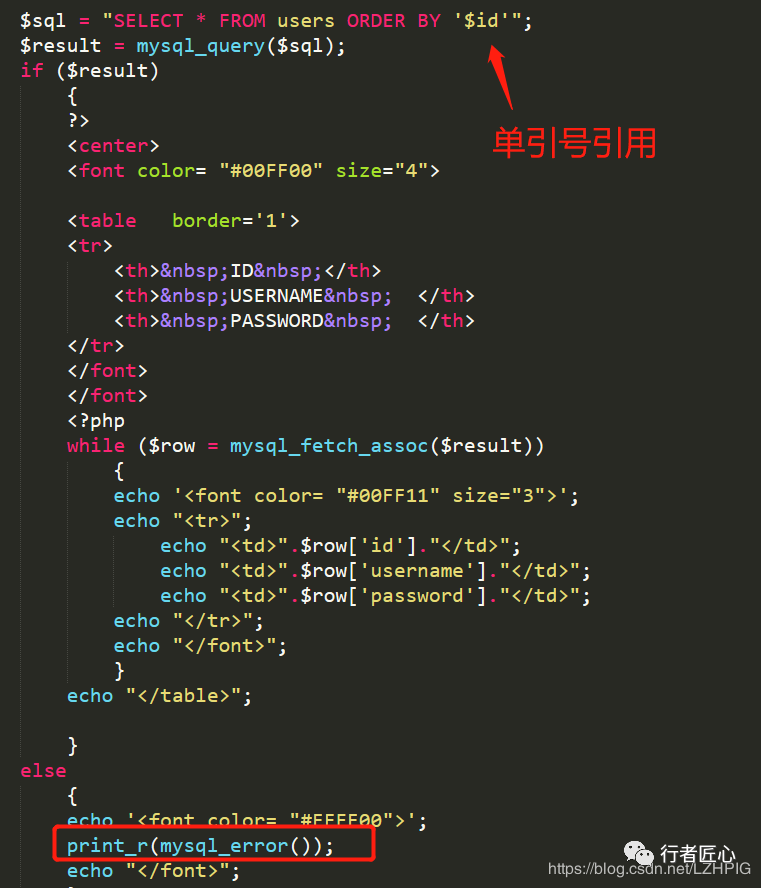 $sql = "SELECT * FROM users ORDER BY '$id'";
$result = mysql_query($sql);
if ($result)
{
?>
单引号引用
<center>
<font color= "#00FF00" size="4">
<table   border='1'>
<tr>
<th>&nbsp;ID&nbsp;</th>
<th>&nbsp;USERNAME&nbsp;  </th>
<th>&nbsp;PASSWORD&nbsp;  </th>
</tr>
</font>
</font>
<?php
while ($row = mysql_fetch_assoc($result))
{
echo '<font color= "#00FF11" size="3">';
echo "<tr>";
echo "<td>".$row['id']."</td>";
echo "<td>".$row['username']."</td>";
echo "<td>".$row['password']."</td>";
echo "</tr>";
echo "</font>";
}
echo "</table>";
}
else
{
echo '<font color= "#FFFF00">';
print_r(mysql_error());
echo "</font>";
行者匠心
https://blog.csdn.net/LZHPIG